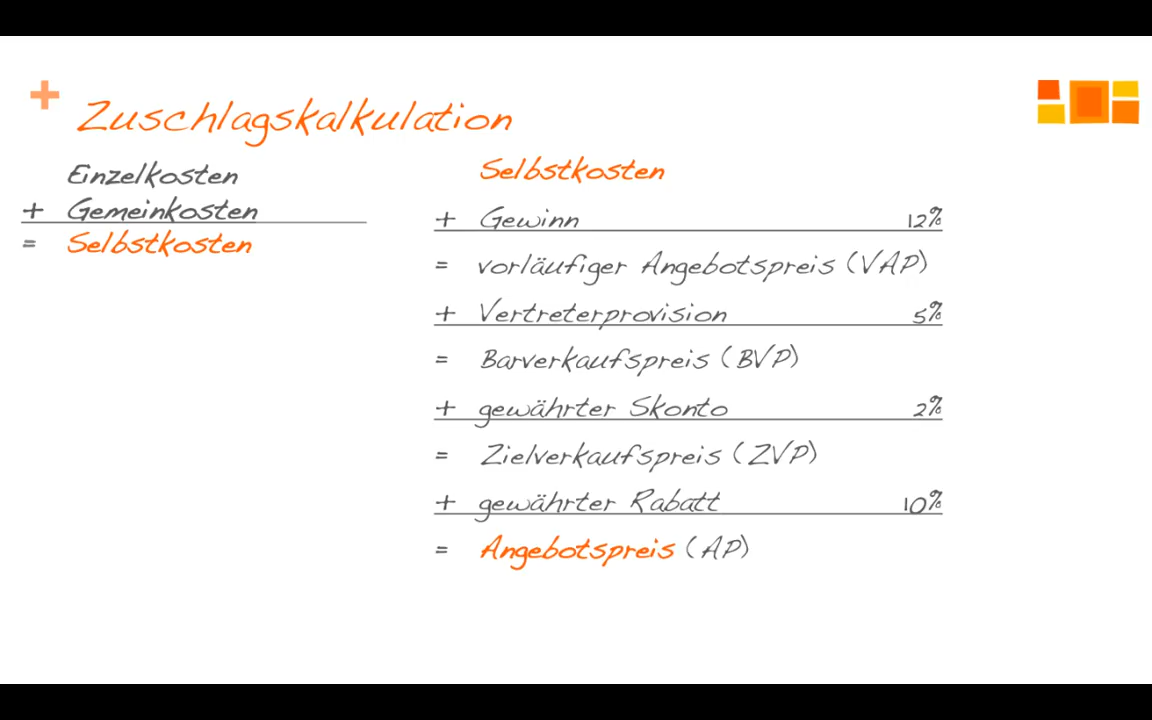 + Zuschlagskalkulation
Einzelkosten
+ Gemeinkosten
= Selbstkosten
Selbstkosten
+ Gewinn 12%
= vorläufiger Angebotspreis (VAP)
+ Vertreterprovision 5%
= Barverkaufspreis (BVP)
+ gewährter Skonto 2%
= Zielverkaufspreis (ZVP)
+ gewährter Rabatt 10%
= Angebotspreis (AP)